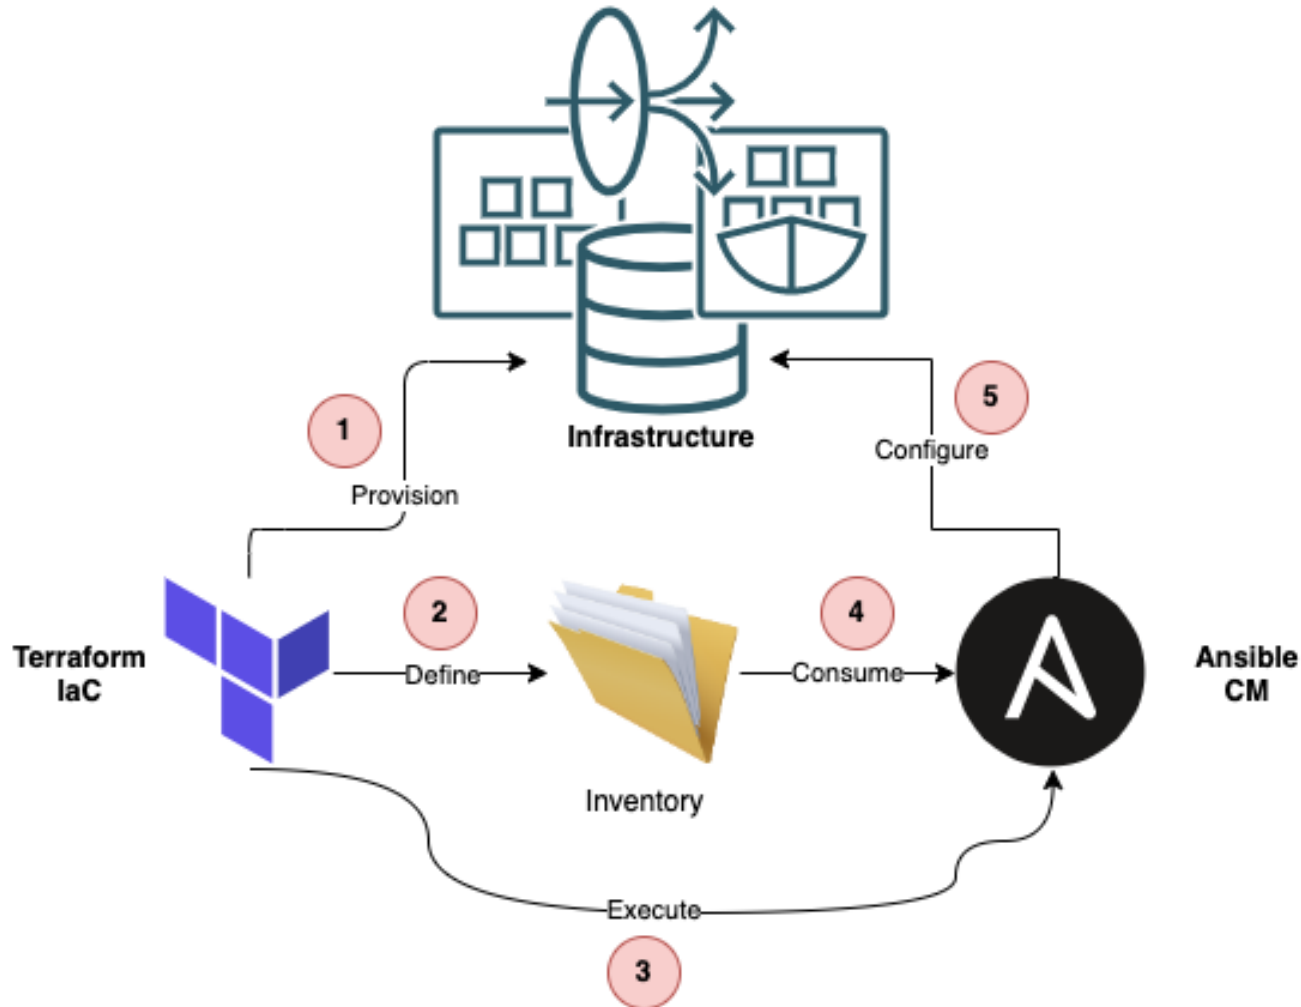 Infrastructure
1
5
Configure
Provision
2
4
Terraform
IaC
Define
Consume
Ansible
CM
Inventory
Execute
3